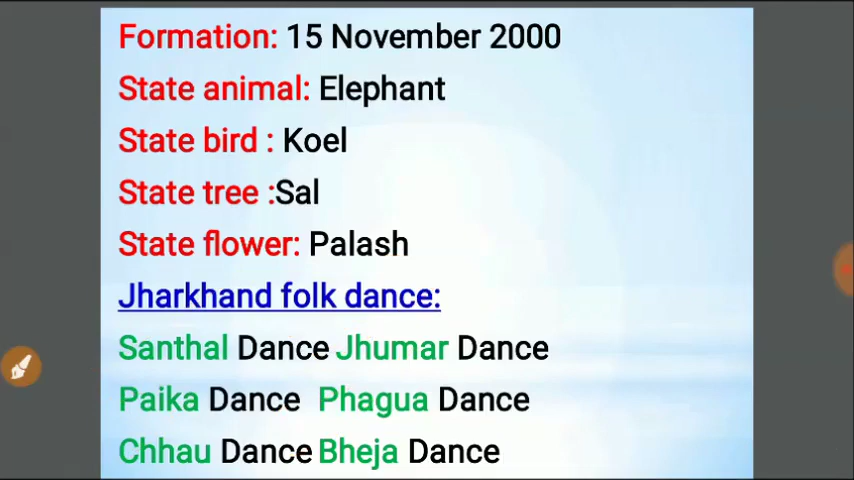 Formation: 15 November 2000
State animal: Elephant
State bird : Koel
State tree :Sal
State flower: Palash
Jharkhand folk dance:
Santhal Dance Jhumar Dance
Paika Dance Phagua Dance
Chhau Dance Bheja Dance